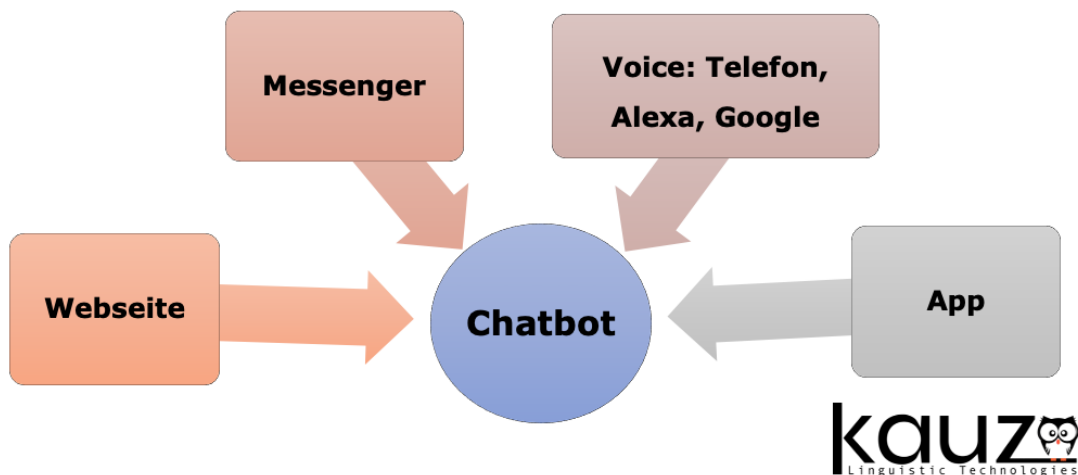 Messenger
Voice: Telefon,
Alexa, Google
Webseite
Chatbot
App
kauz
Linguistic Technologies